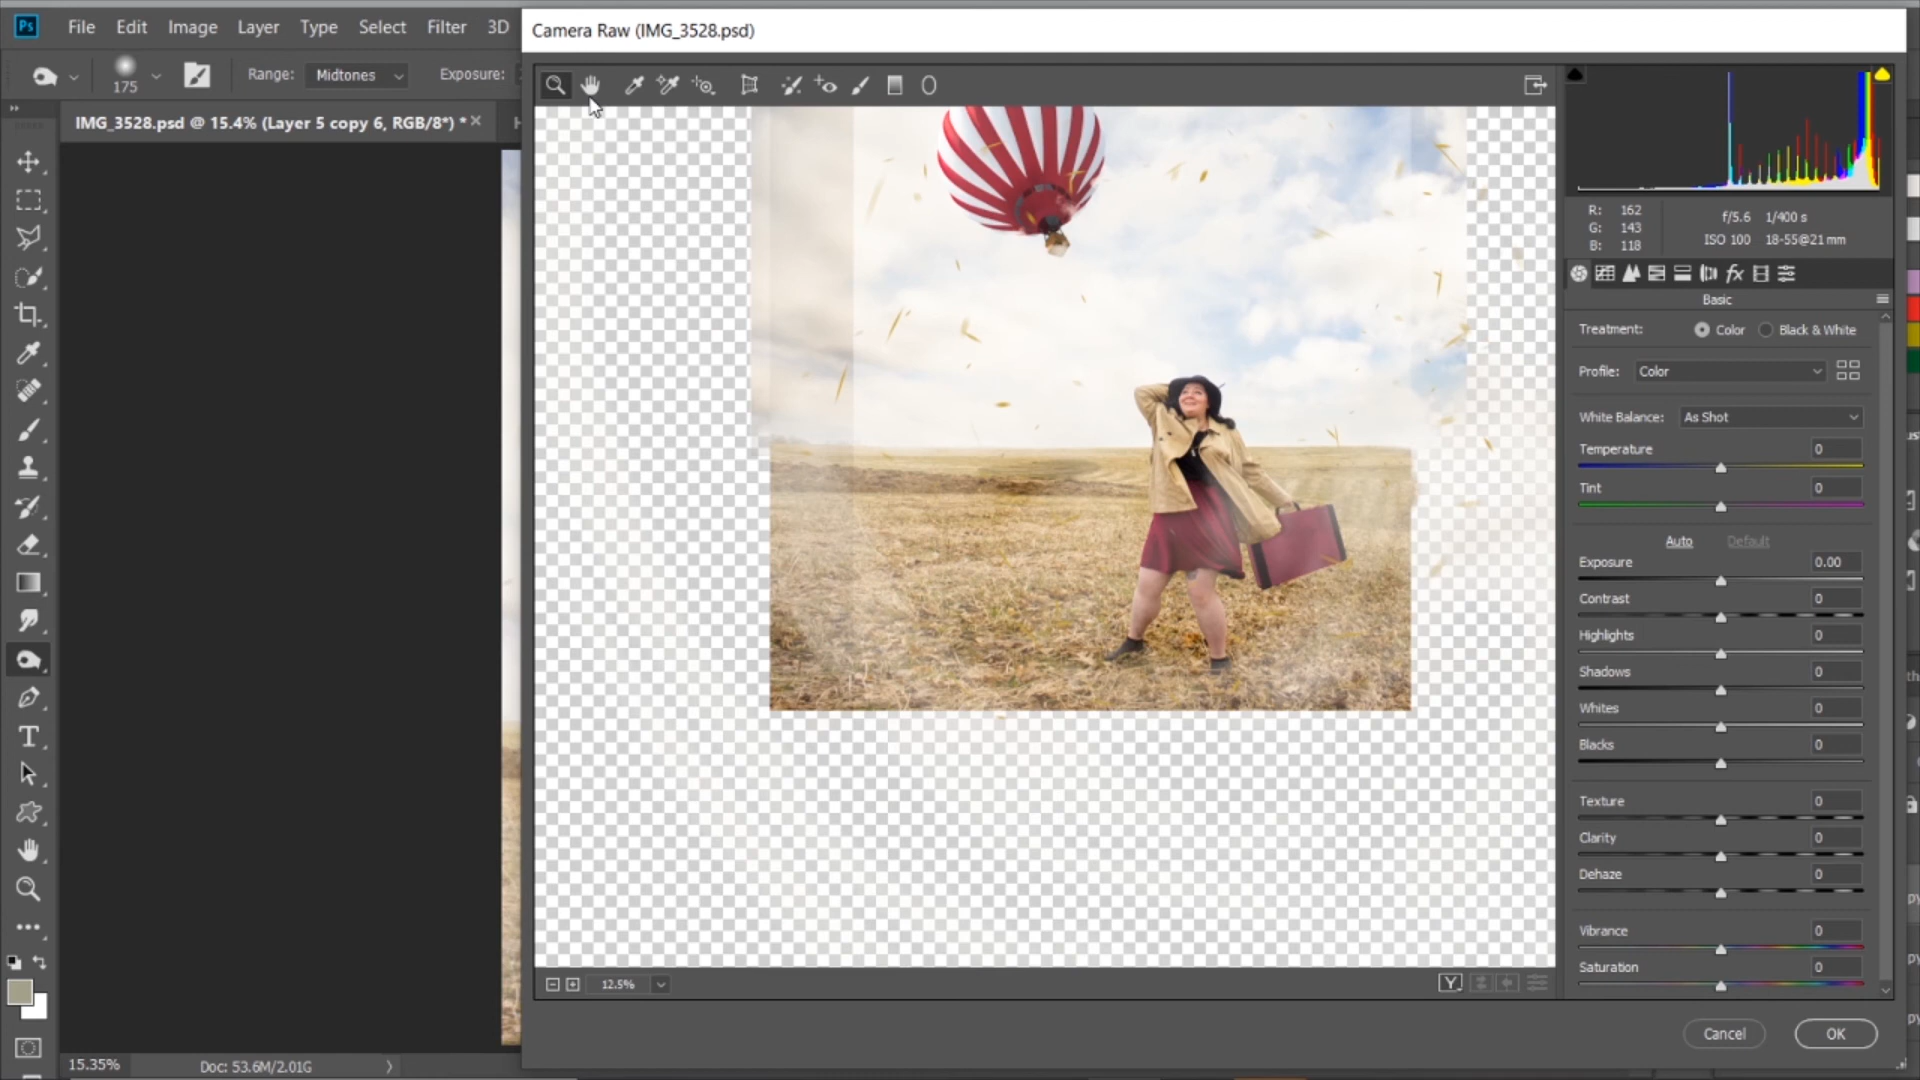 Ps File Edit Image Layer Type Select Filter 3D
Camera Raw (IMG_3528.psd)
175 Range: Midtones Exposure:
IMG_3528.psd @ 15.4% (Layer 5 copy 6, RGB/8*) *
R: 162
G: 143
B: 118
f/5.6 1/400 s
ISO 100 18-55@21 mm
Basic
Treatment: Color Black & White
Profile: Color
White Balance: As Shot
Temperature 0
Tint 0
Auto Default
Exposure 0.00
Contrast 0
Highlights 0
Shadows 0
Whites 0
Blacks 0
Texture 0
Clarity 0
Dehaze 0
Vibrance 0
Saturation 0
12.5%
Y
Cancel OK
15.35% Doc: 53.6M/2.01G